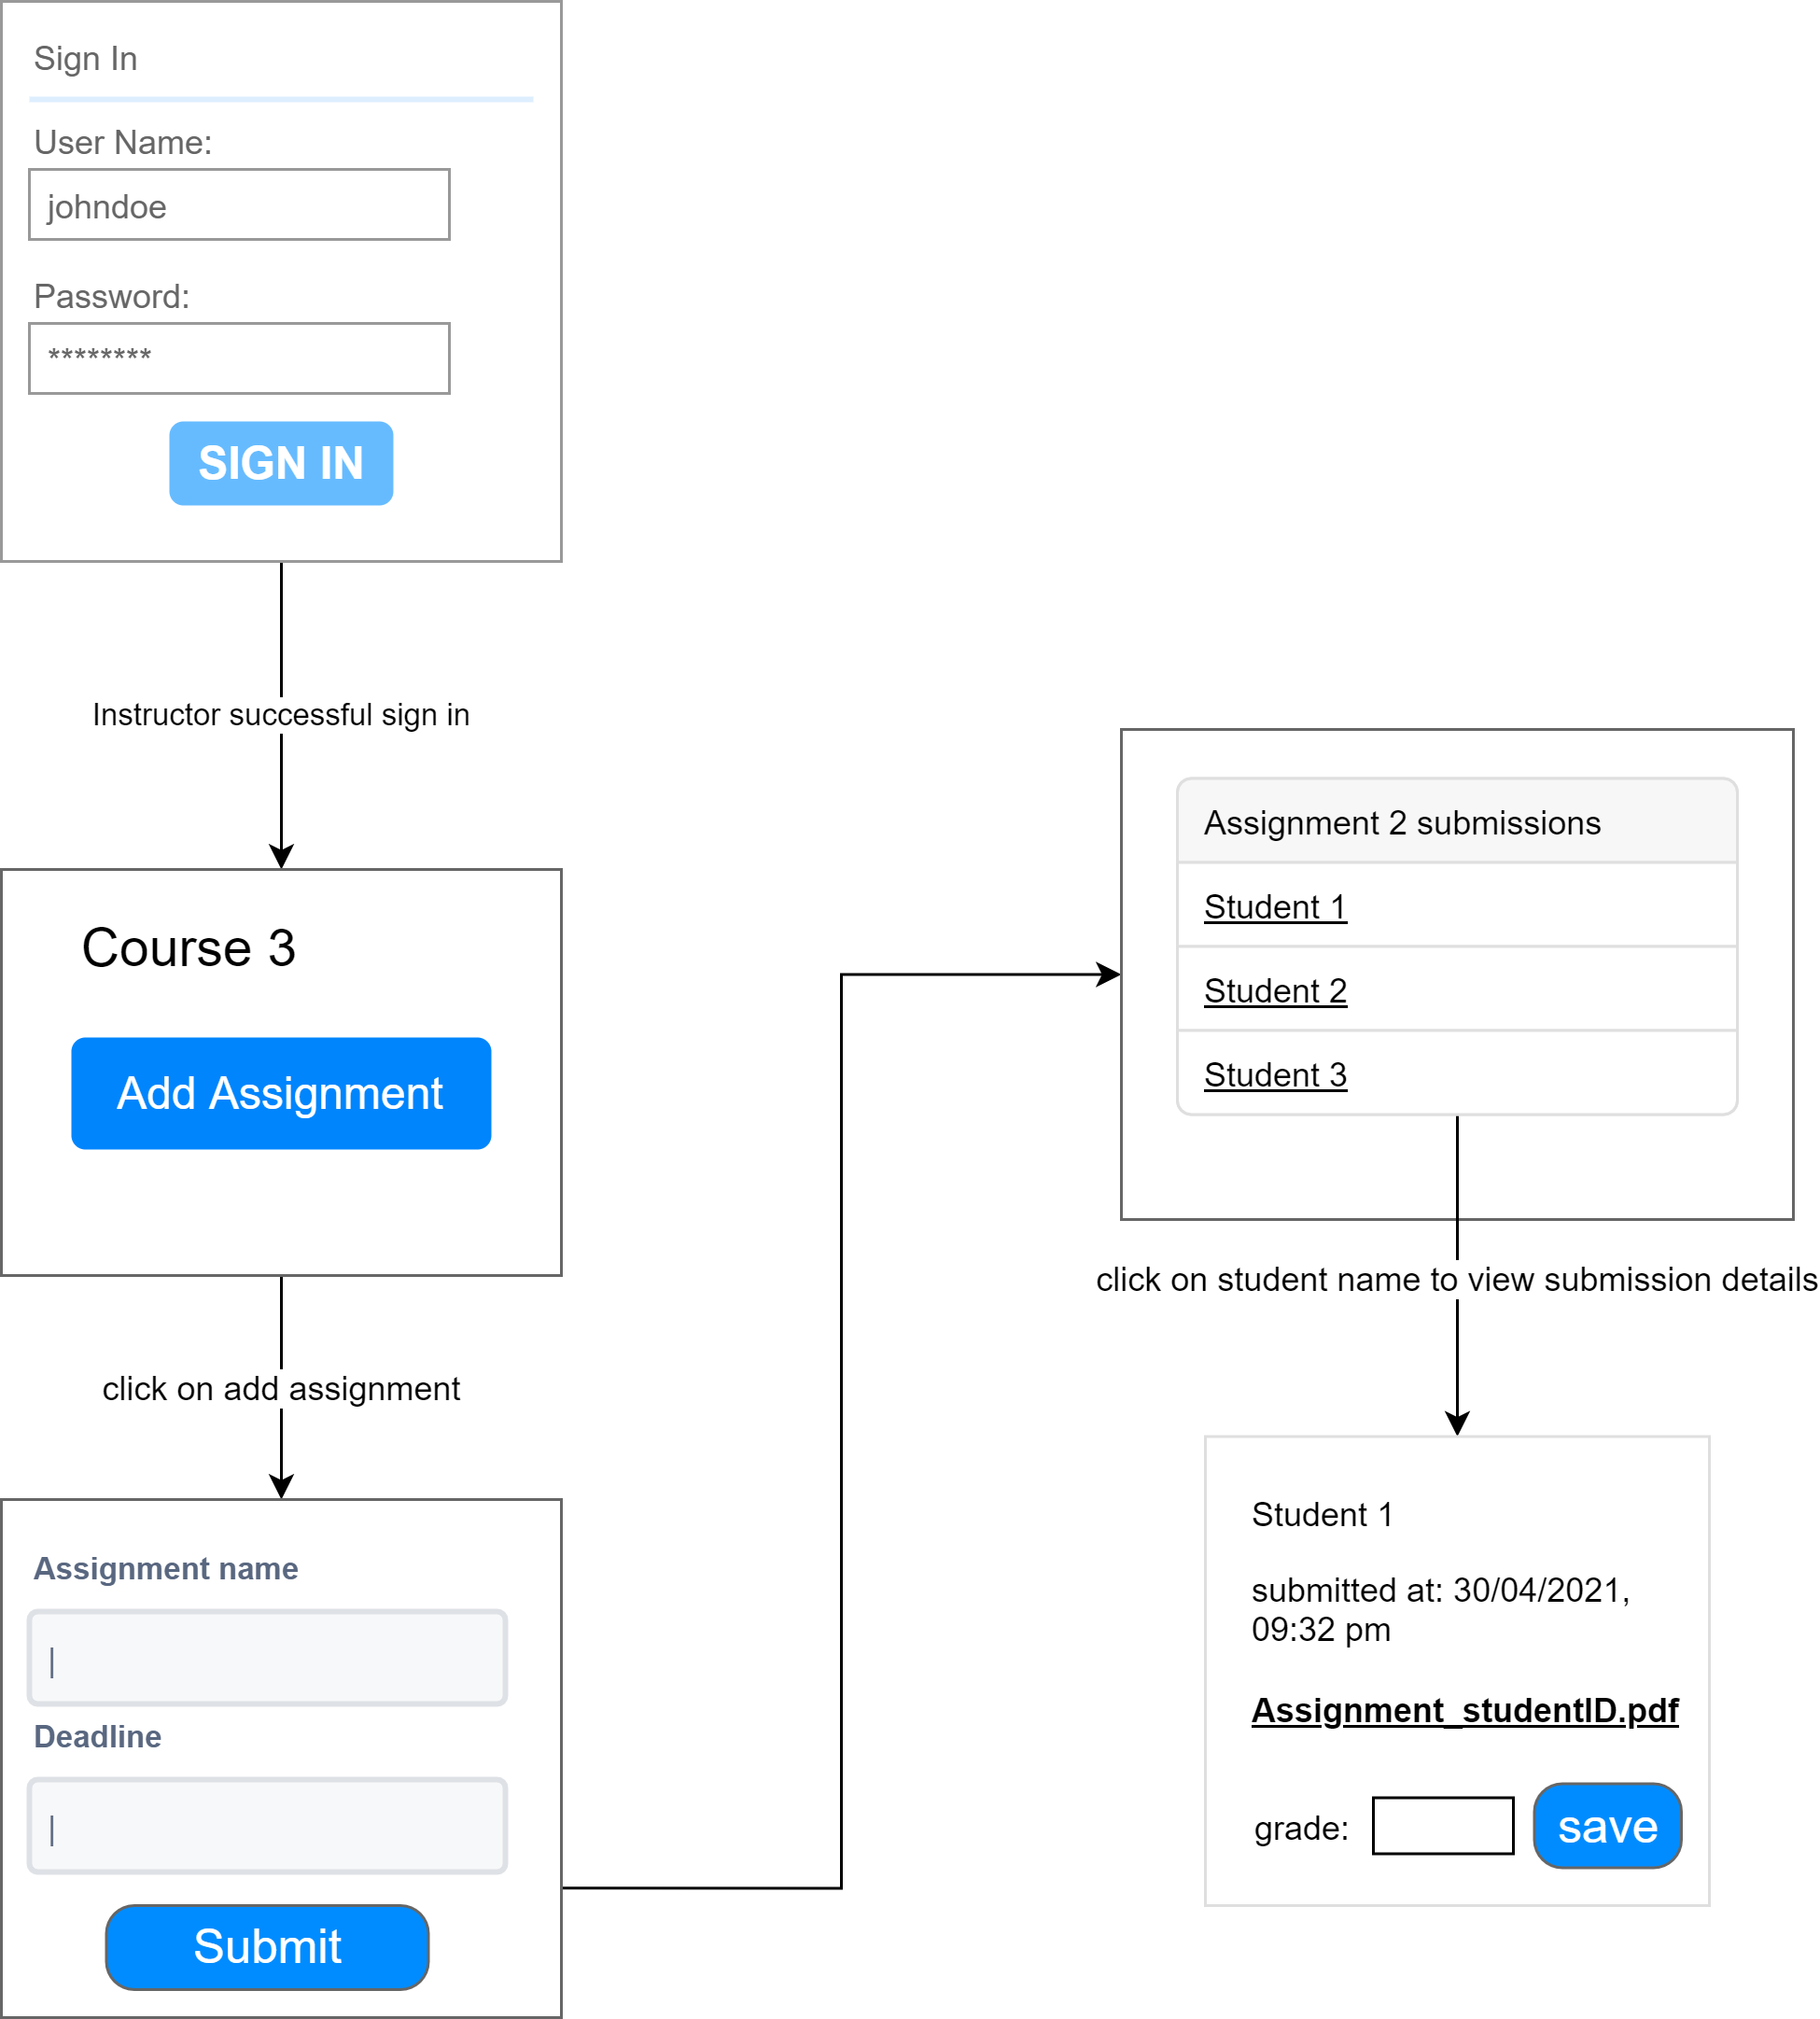 Sign In
User Name:
johndoe
Password:
********
SIGN IN
Instructor successful sign in
Course 3
Add Assignment
click on add assignment
Assignment name
|
Deadline
|
Submit
Assignment 2 submissions
Student 1
Student 2
Student 3
click on student name to view submission details
Student 1
submitted at: 30/04/2021,
09:32 pm
Assignment_studentID.pdf
grade:
save